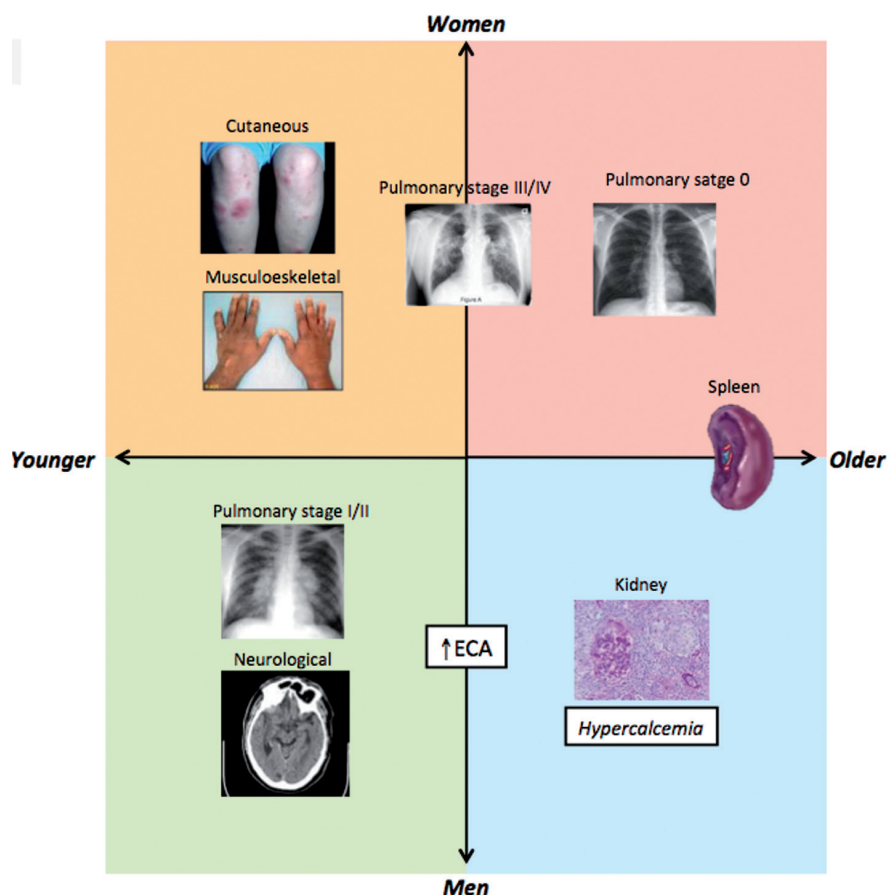 Women
Cutaneous
Pulmonary stage III/IV
Pulmonary satge 0
Figure A
Musculoeskeletal
Spleen
Younger
Older
Pulmonary stage I/II
Kidney
↑ECA
Neurological
Hypercalcemia
Men